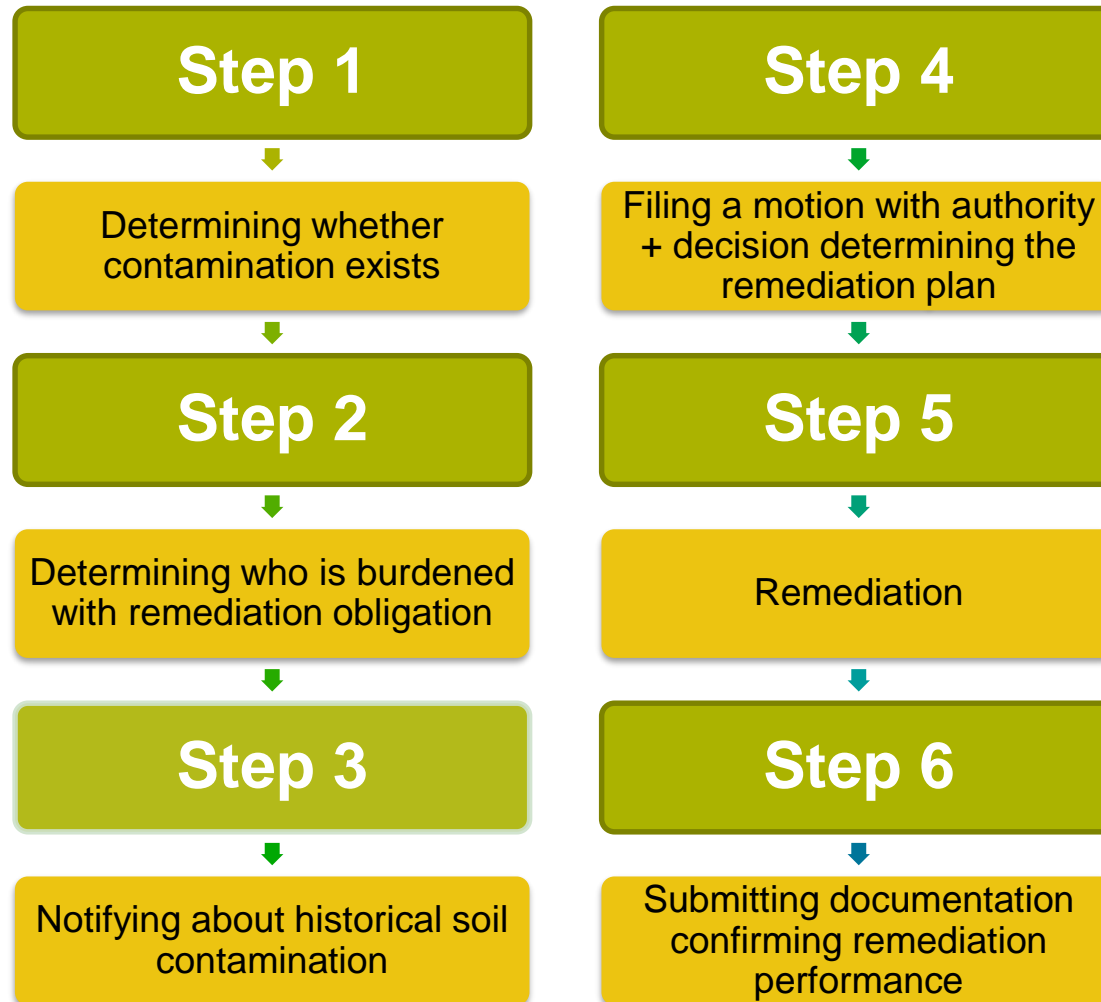 Step 1
Determining whether
contamination exists
Step 2
Determining who is burdened
with remediation obligation
Step 3
Notifying about historical soil
contamination
Step 4
Filing a motion with authority
+ decision determining the
remediation plan
Step 5
Remediation
Step 6
Submitting documentation
confirming remediation
performance